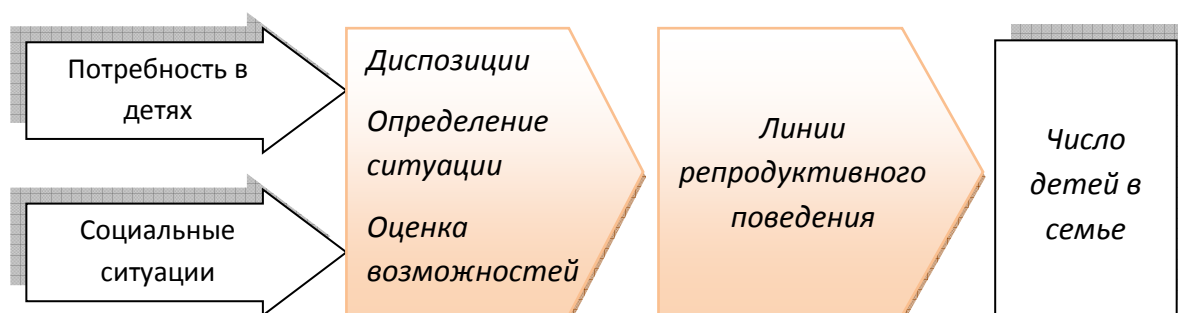 Потребность в
детях
Социальные
ситуации
Диспозиции
Определение
ситуации
Оценка
возможностей
Линии
репродуктивного
поведения
Число
детей в
семье